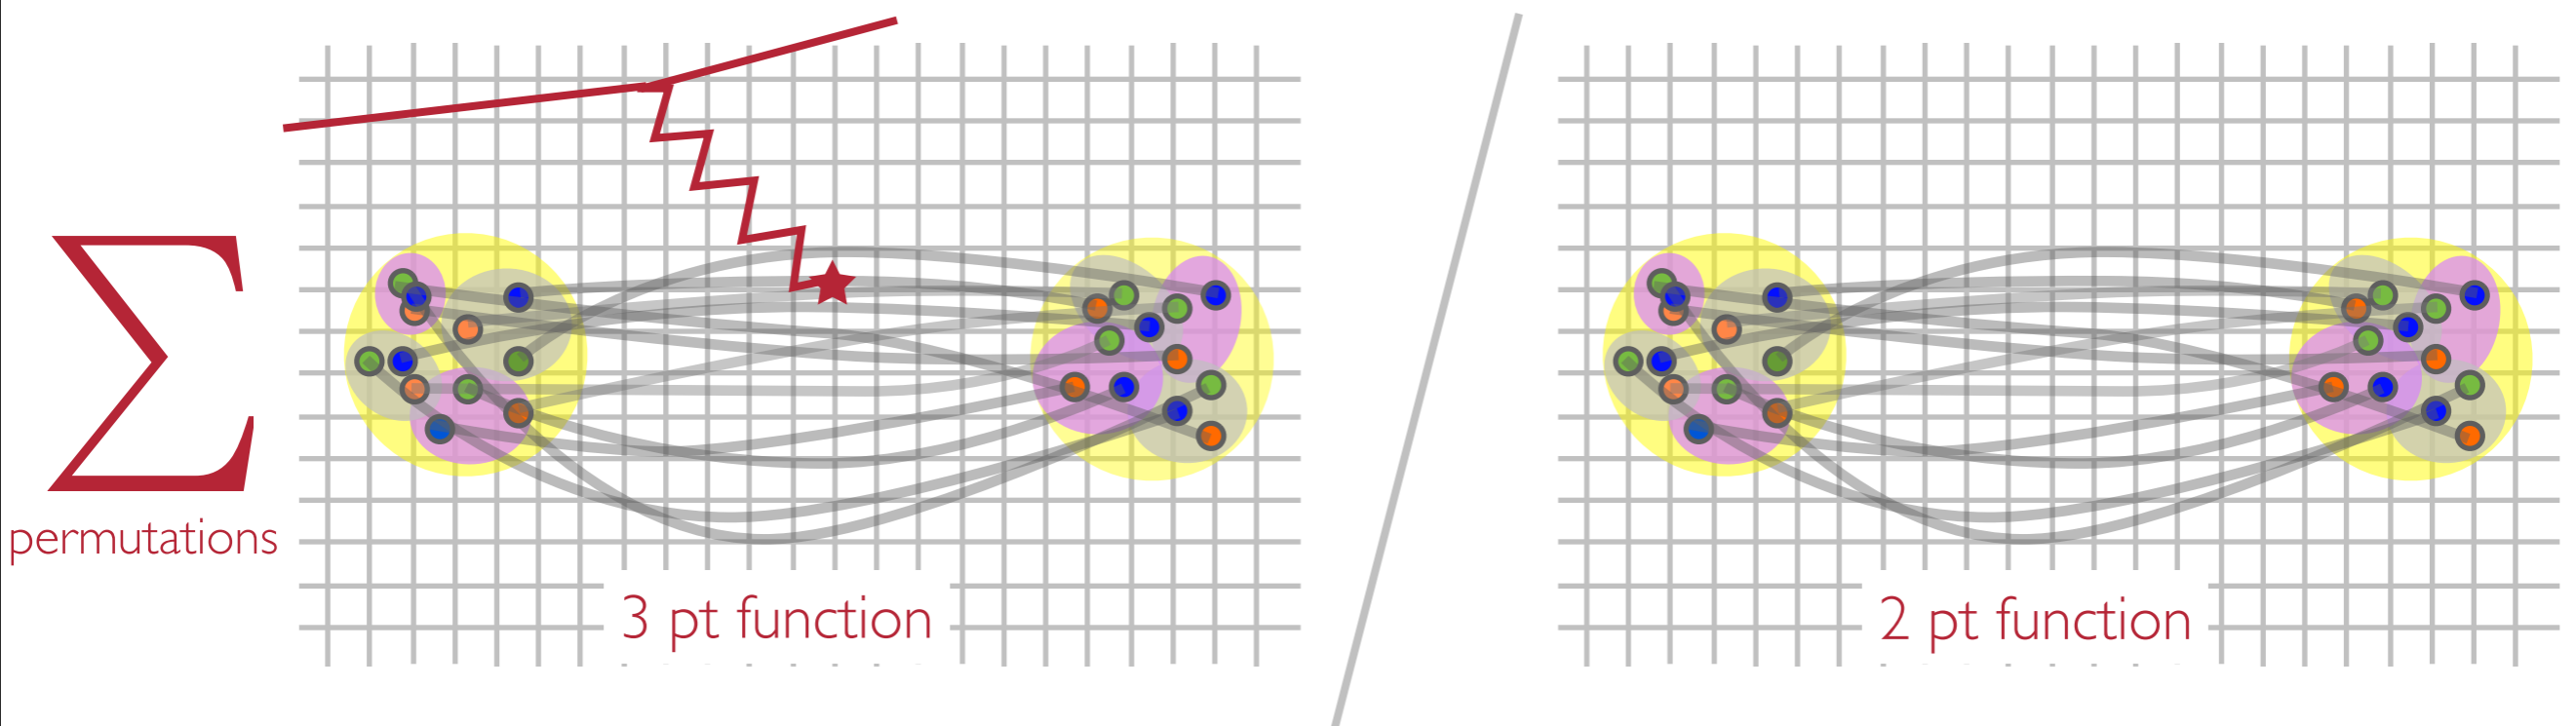 Σ
permutations
3 pt function
2 pt function